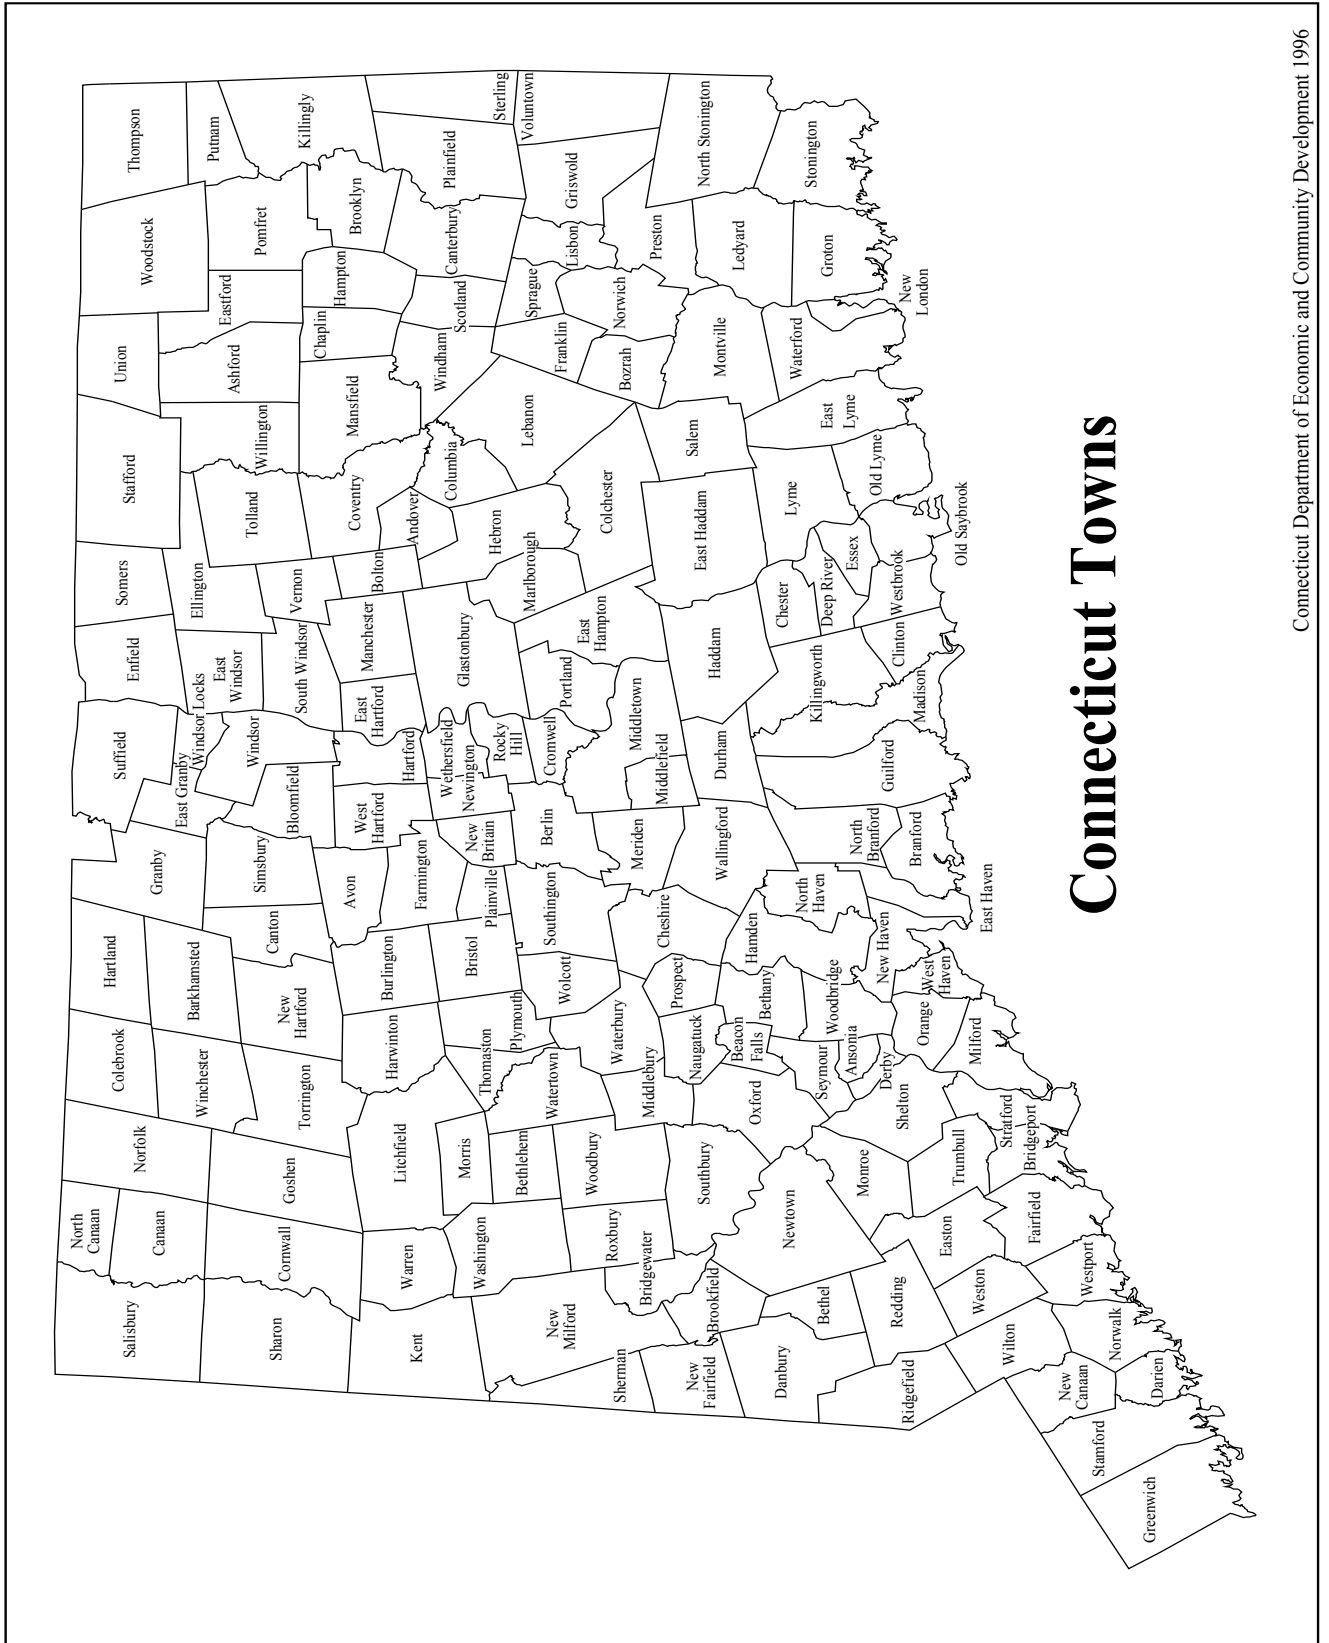 Salisbury
North
Canaan
Canaan
Norfolk
Colebrook
Hartland
Granby
Suffield
East Granby
Windsor Locks
Enfield
Somers
Stafford
Union
Woodstock
Thompson
Sharon
Cornwall
Goshen
Torrington
Winchester
Barkhamsted
New
Hartford
Canton
Simsbury
Bloomfield
Windsor
East
Windsor
South Windsor
Ellington
Vernon
Tolland
Willington
Ashford
Eastford
Pomfret
Putnam
Killingly
Kent
Warren
Litchfield
Harwinton
Burlington
Avon
Farmington
West
Hartford
Hartford
East
Hartford
Manchester
Bolton
Coventry
Andover
Mansfield
Chaplin
Hampton
Brooklyn
Washington
Morris
Bethlehem
Thomaston
Plymouth
Bristol
Plainville
New
Britain
Newington
Wethersfield
Rocky
Hill
Glastonbury
Hebron
Columbia
Windham
Scotland
Canterbury
Plainfield
Sterling
Voluntown
New
Milford
Sherman
Bridgewater
Roxbury
Woodbury
Watertown
Waterbury
Middlebury
Wolcott
Southington
Berlin
Cromwell
Portland
East
Hampton
Marlborough
Lebanon
Colchester
Franklin
Bozrah
Sprague
Norwich
Lisbon
Griswold
Preston
North Stonington
New
Fairfield
Brookfield
Southbury
Oxford
Naugatuck
Beacon
Falls
Prospect
Bethany
Cheshire
Meriden
Middlefield
Middletown
Durham
Haddam
East Haddam
Salem
Montville
Ledyard
Danbury
Bethel
Newtown
Monroe
Seymour
Ansonia
Derby
Shelton
Woodbridge
Hamden
North
Haven
Wallingford
North
Branford
Branford
Guilford
Madison
Killingworth
Clinton
Chester
Deep River
Essex
Westbrook
Old Saybrook
Lyme
Old Lyme
East
Lyme
Waterford
New
London
Groton
Stonington
Ridgefield
Redding
Easton
Weston
Wilton
Trumbull
Stratford
Bridgeport
Fairfield
Milford
Orange
West
Haven
New Haven
East Haven
Westport
Norwalk
New
Canaan
Darien
Stamford
Greenwich
Connecticut Towns
Connecticut Department of Economic and Community Development 1996